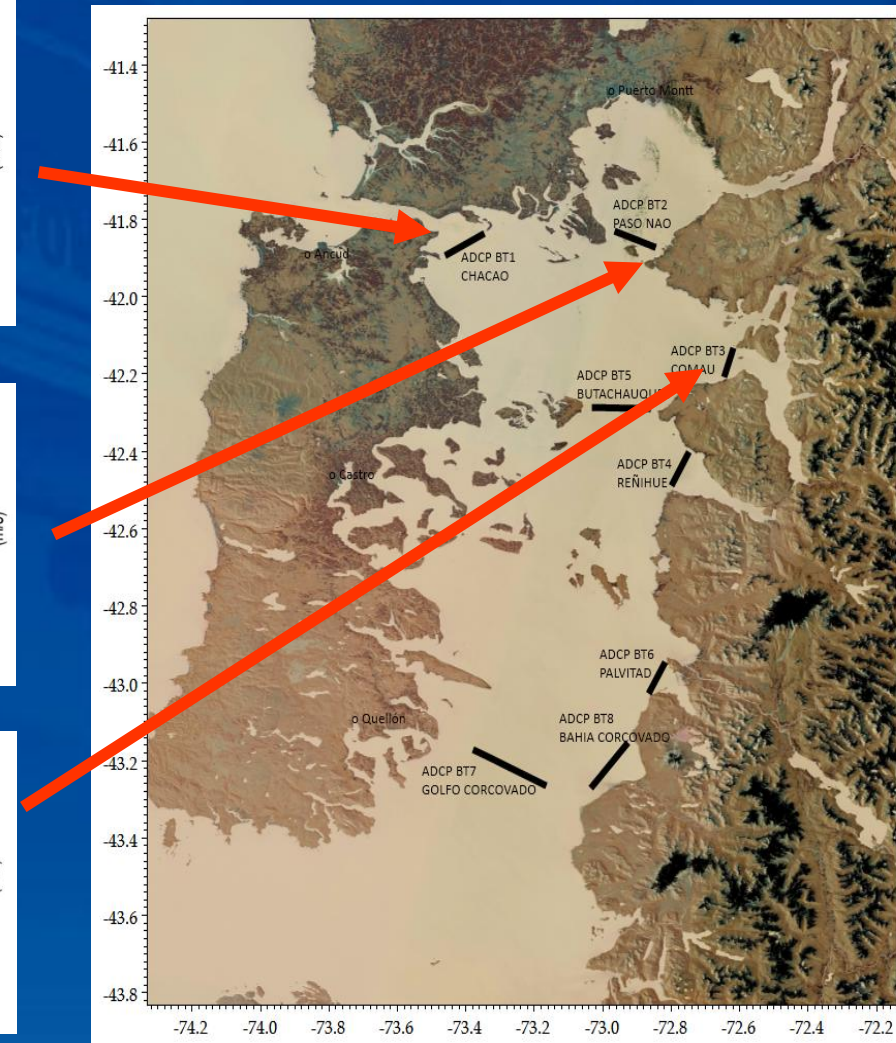 -41.4
-41.6
-41.8
-42.0
-42.2
-42.4
-42.6
-42.8
-43.0
-43.2
-43.4
-43.6
-43.8
o Puerto Montt
ADCP BT2
PASO NAO
o Ancud
ADCP BT1
CHACAO
ADCP BT3
COMAU
ADCP BT5
ADCP BT4
REÑIHUE
o Castro
ADCP BT6
PALVITAD
o Quellón
ADCP BT8
BAHIA CORCOVADO
ADCP BT7
GOLFO CORCOVADO
-74.2 -74.0 -73.8 -73.6 -73.4 -73.2 -73.0 -72.8 -72.6 -72.4 -72.2